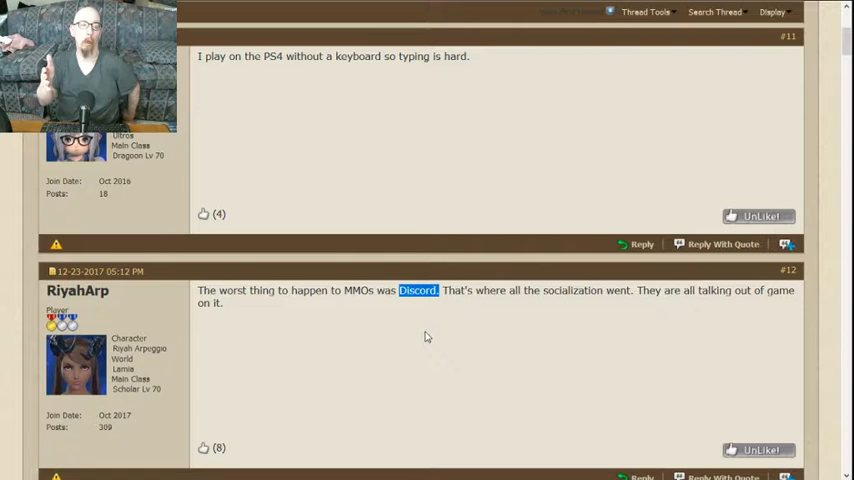 Thread Tools Search Thread Display
#11
I play on the PS4 without a keyboard so typing is hard.
Ultros
Main Class
Dragoon Lv 70
Join Date: Oct 2016
Posts: 18
(4)
UnLike!
Reply Reply With Quote
12-23-2017 05:12 PM #12
RiyahArp
Player
The worst thing to happen to MMOs was Discord. That's where all the socialization went. They are all talking out of game
on it.
Character
Riyah Arpeggio
World
Lamia
Main Class
Scholar Lv 70
Join Date: Oct 2017
Posts: 309
(8)
UnLike!
Reply Reply With Quote